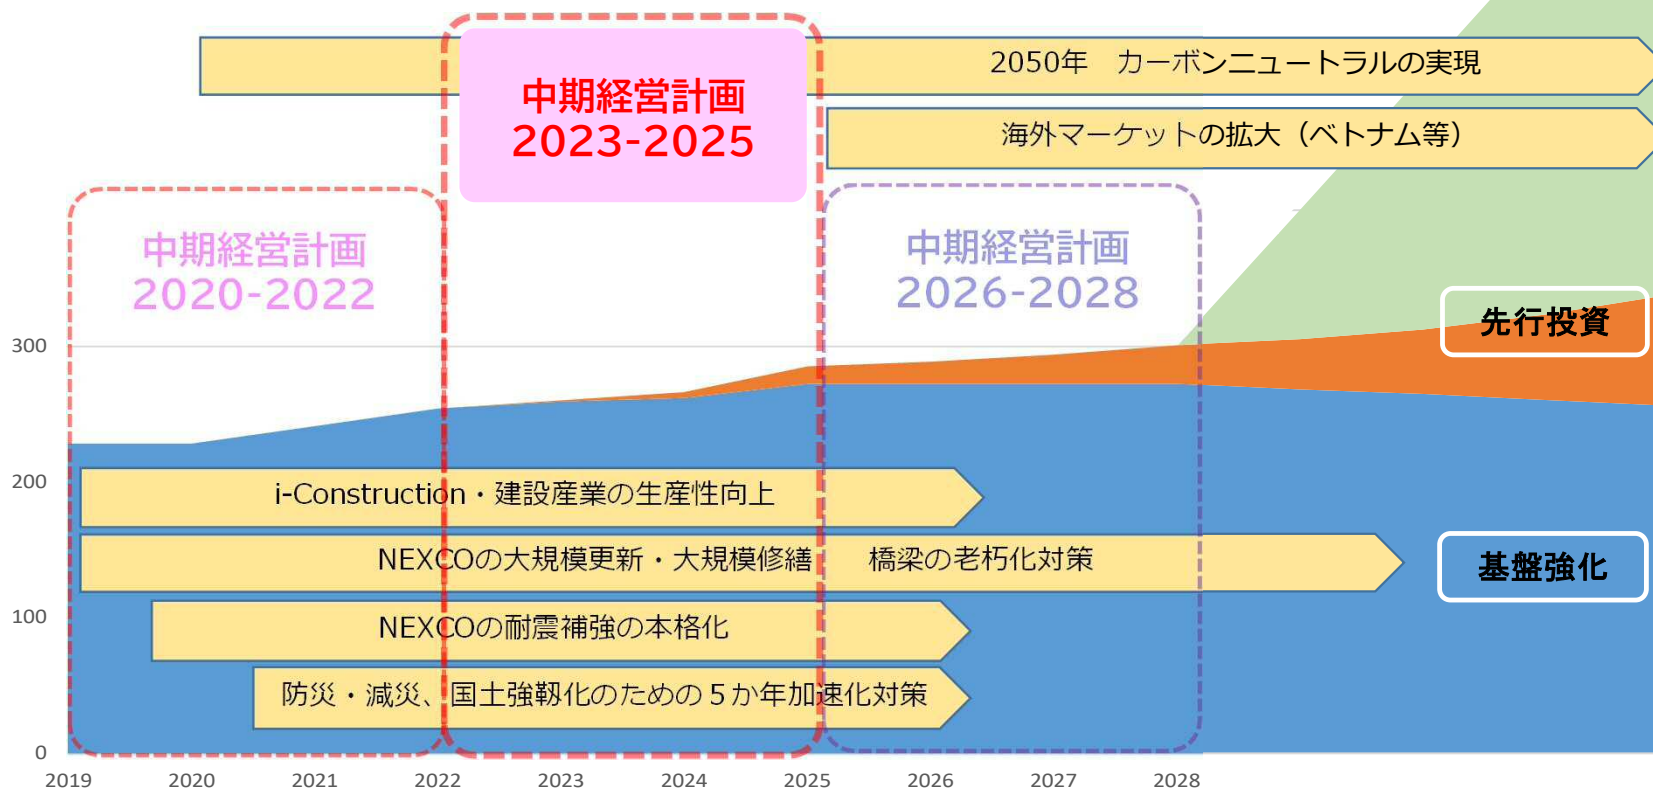 2050年　カーボンニュートラルの実現
中期経営計画
2023-2025
海外マーケットの拡大（ベトナム等）
中期経営計画
2020-2022
中期経営計画
2026-2028
先行投資
300
200
i-Construction・建設産業の生産性向上
NEXCOの大規模更新・大規模修繕　橋梁の老朽化対策
基盤強化
100
NEXCOの耐震補強の本格化
防災・減災、国土強靱化のための５か年加速化対策
0
2019 2020 2021 2022 2023 2024 2025 2026 2027 2028